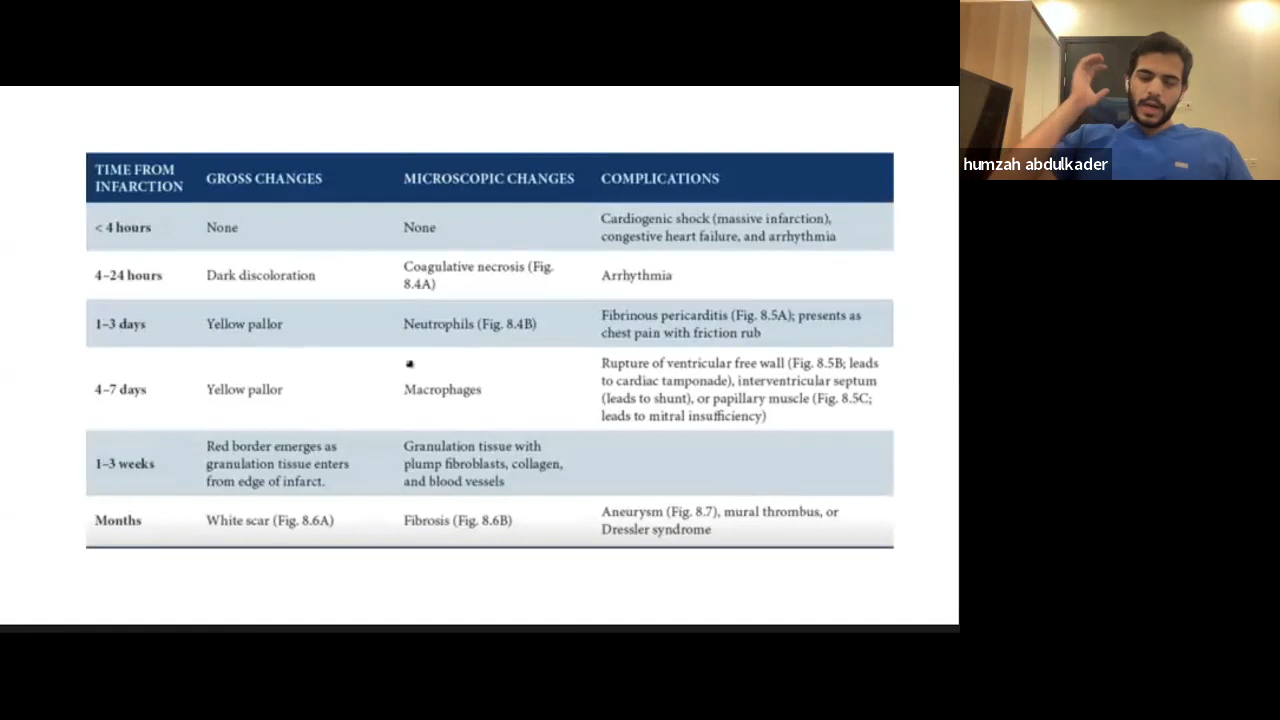 TIME FROM
INFARCTION
GROSS CHANGES
MICROSCOPIC CHANGES
COMPLICATIONS
< 4 hours
None
None
Cardiogenic shock (massive infarction),
congestive heart failure, and arrhythmia
4–24 hours
Dark discoloration
Coagulative necrosis (Fig.
8.4A)
Arrhythmia
1–3 days
Yellow pallor
Neutrophils (Fig. 8.4B)
Fibrinous pericarditis (Fig. 8.5A); presents as
chest pain with friction rub
4–7 days
Yellow pallor
Macrophages
Rupture of ventricular free wall (Fig. 8.5B; leads
to cardiac tamponade), interventricular septum
(leads to shunt), or papillary muscle (Fig. 8.5C;
leads to mitral insufficiency)
1–3 weeks
Red border emerges as
granulation tissue enters
from edge of infarct.
Granulation tissue with
plump fibroblasts, collagen,
and blood vessels
Months
White scar (Fig. 8.6A)
Fibrosis (Fig. 8.6B)
Aneurysm (Fig. 8.7), mural thrombus, or
Dressler syndrome
humzah abdulkader